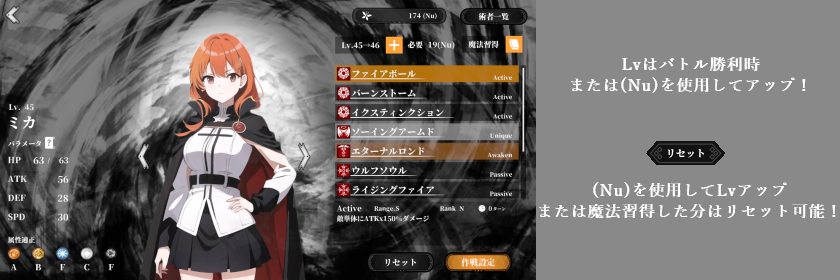 174 (Nu)
術者一覧
Lv.45→46
必要 19(Nu)
魔法習得
ファイアボール
Active
バーンストーム
Active
イクスティンクション
Active
ソーイングアームド
Unique
エターナルロンド
Awaken
ウルフソウル
Passive
ライジングファイア
Passive
Active Range.S Rank N 0ターン
敵単体にATKx150%ダメージ
リセット
作戦設定
Lv. 45
ミカ
パラメータ ?
HP 63 / 63
ATK 56
DEF 28
SPD 30
属性適正
A B F C F
Lvはバトル勝利時
または(Nu)を使用してアップ！
リセット
(Nu)を使用してLvアップ
または魔法習得した分はリセット可能！